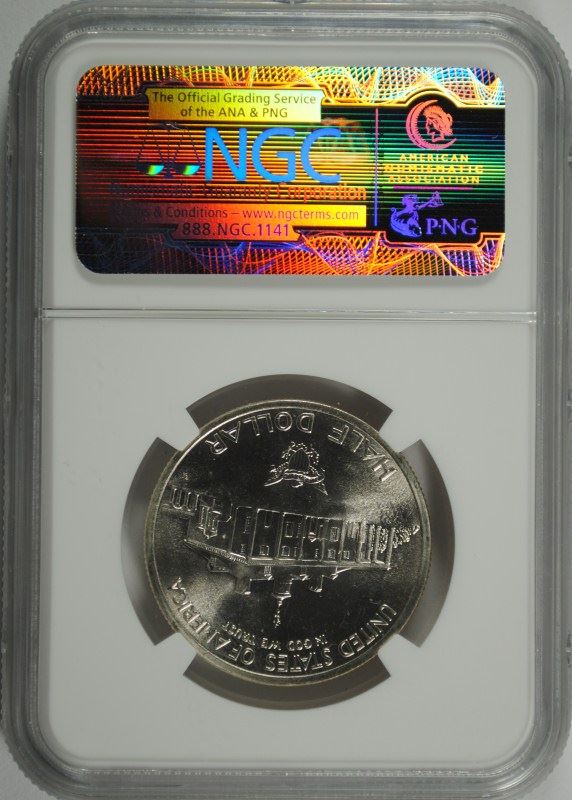 The Official Grading Service
of the ANA & PNG
NGC
Corporation
& Conditions – www.ngcterms.com
888.NGC.1141
AMERICAN
NUMISMATIC
ASSOCIATION
PNG
HALF DOLLAR
UNITED STATES OF AMERICA
IN GOD WE TRUST